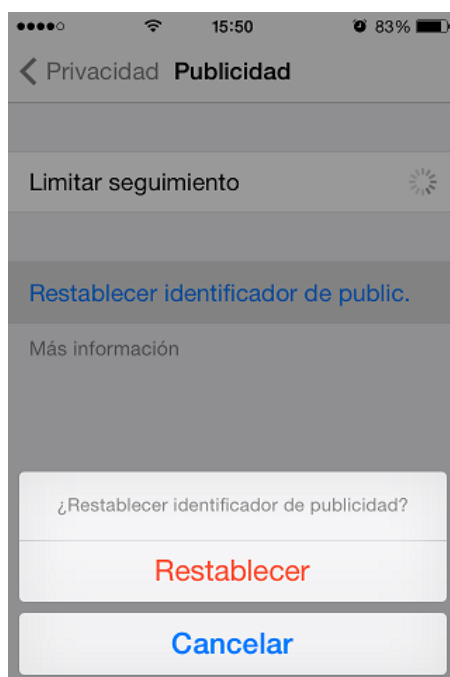 15:50 83%
Privacidad Publicidad
Limitar seguimiento
Restablecer identificador de public.
Más información
¿Restablecer identificador de publicidad?
Restablecer
Cancelar